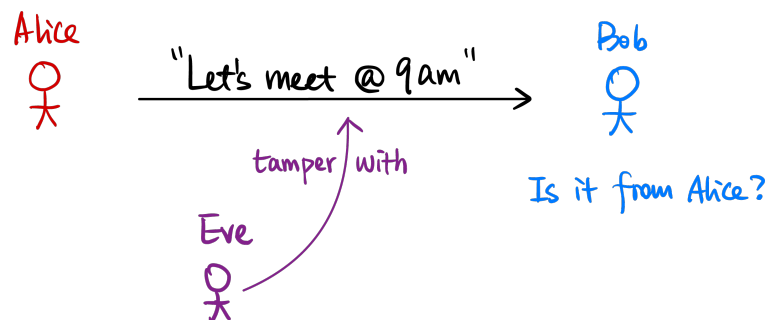 Alice
Bob
"Let's meet @ 9am"
tamper with
Is it from Alice?
Eve